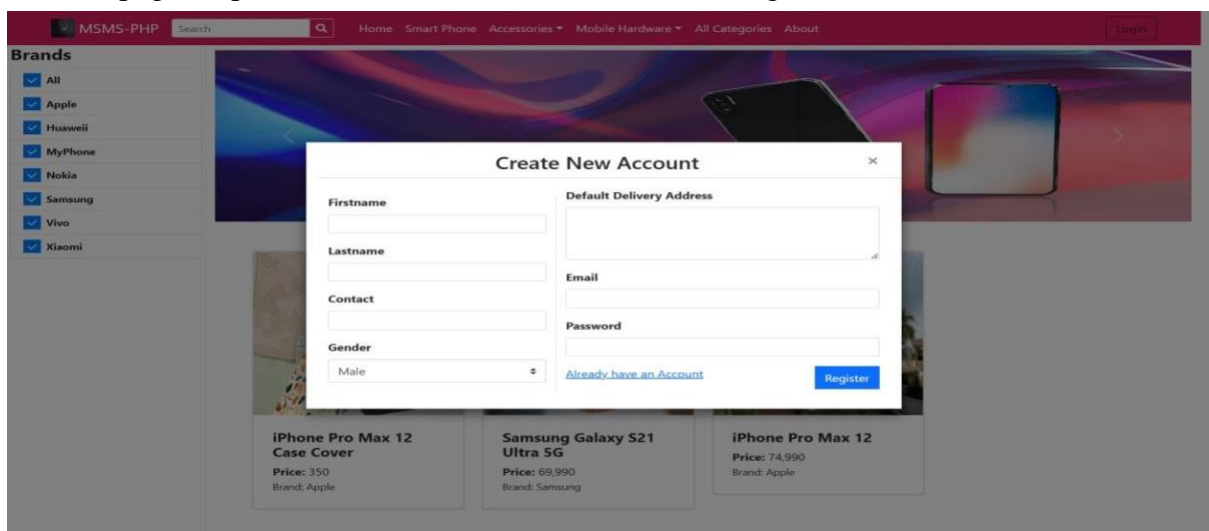 MSMS-PHP Search Home Smart Phone Accessories Mobile Hardware All Categories About Login
Brands
All
Apple
Huaweii
MyPhone
Nokia
Samsung
Vivo
Xiaomi
Create New Account ×
Firstname
Lastname
Contact
Gender
Male
Default Delivery Address
Email
Password
Already have an Account
Register
iPhone Pro Max 12
Case Cover
Price: 350
Brand: Apple
Samsung Galaxy S21
Ultra 5G
Price: 69,990
Brand: Samsung
iPhone Pro Max 12
Price: 74,990
Brand: Apple